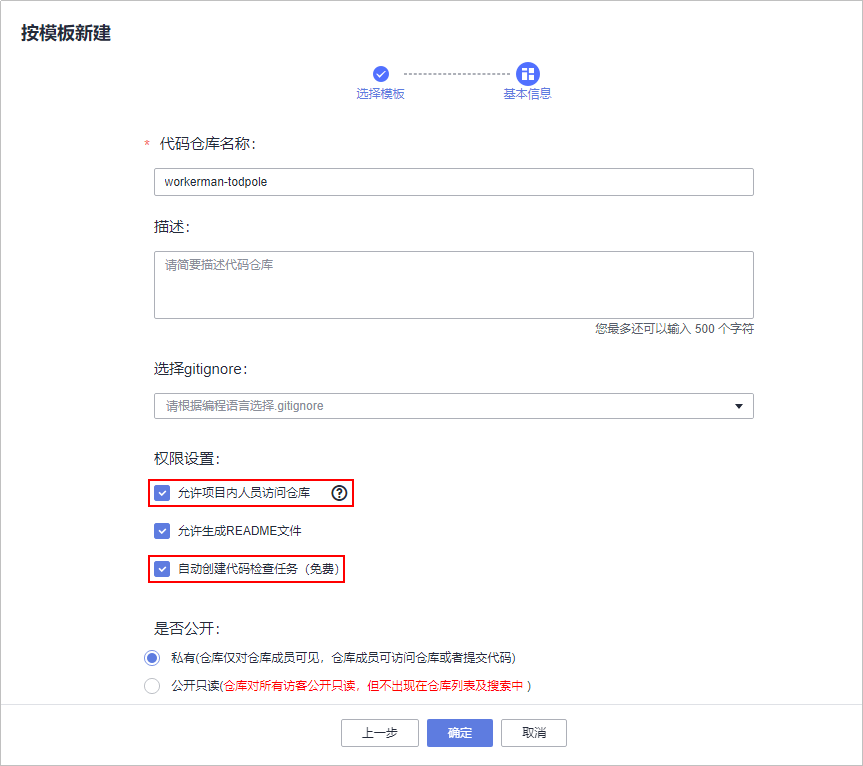 按模板新建
选择模板
基本信息
* 代码仓库名称：
workerman-todpole
描述：
请简要描述代码仓库
您最多还可以输入 500 个字符
选择gitignore：
请根据编程语言选择.gitignore
权限设置：
允许项目内人员访问仓库 ?
允许生成README文件
自动创建代码检查任务（免费）
是否公开：
私有(仓库仅对仓库成员可见，仓库成员可访问仓库或者提交代码)
公开只读(仓库对所有访客公开只读，但不出现在仓库列表及搜索中 )
上一步
确定
取消